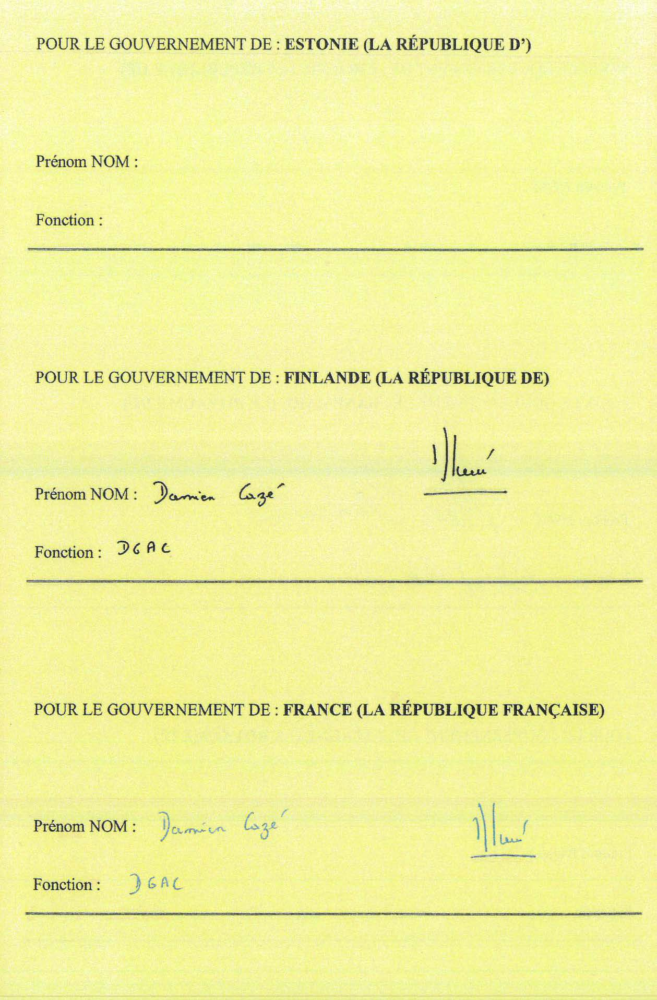 POUR LE GOUVERNEMENT DE : ESTONIE (LA RÉPUBLIQUE D’)
Prénom NOM :
Fonction :
POUR LE GOUVERNEMENT DE : FINLANDE (LA RÉPUBLIQUE DE)
Prénom NOM : Damien Cazé
Fonction : DGAC
POUR LE GOUVERNEMENT DE : FRANCE (LA RÉPUBLIQUE FRANÇAISE)
Prénom NOM : Damien Cazé
Fonction : DGAC